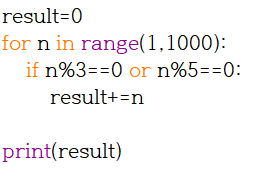 result=0
for n in range(1,1000):
    if n%3==0 or n%5==0:
        result+=n

print(result)